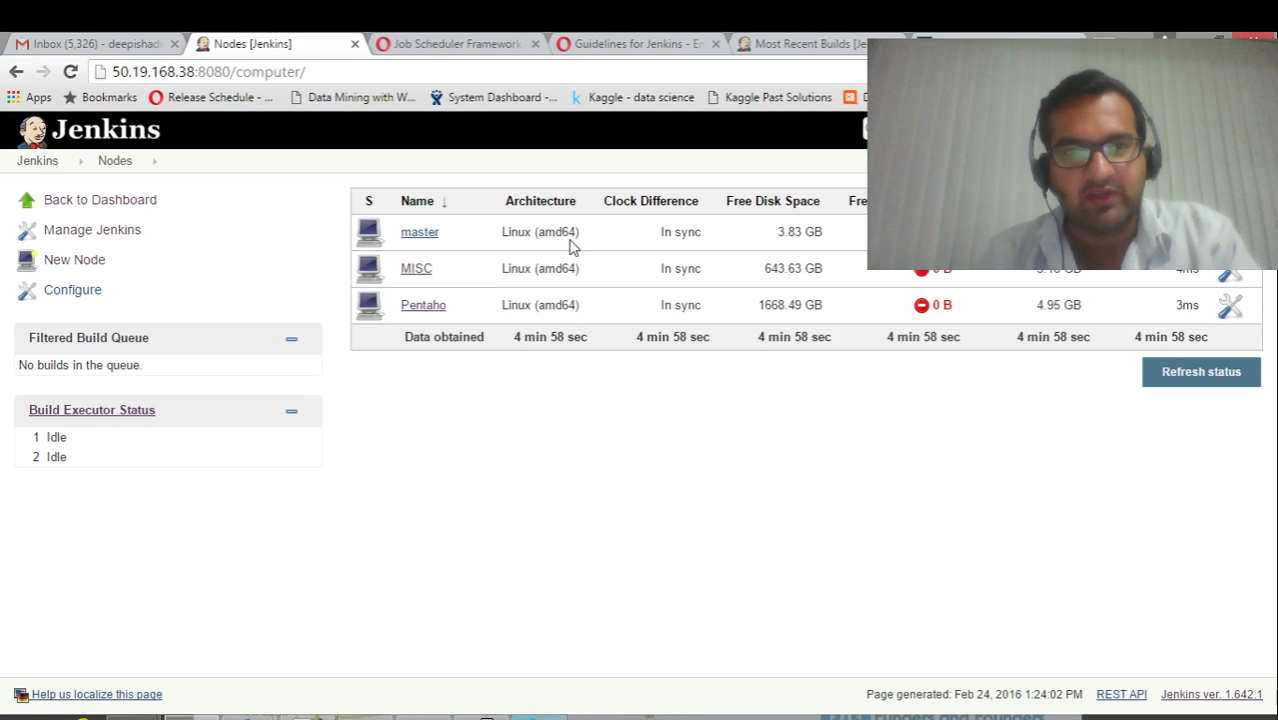 Inbox (5,326) - deepishad
Nodes [Jenkins]
Job Scheduler Framework
Guidelines for Jenkins - En
Most Recent Builds [Je
50.19.168.38:8080/computer/
Apps
Bookmarks
Release Schedule - ...
Data Mining with W...
System Dashboard -...
Kaggle - data science
Kaggle Past Solutions
Jenkins
Jenkins
Nodes
Back to Dashboard
Manage Jenkins
New Node
Configure
Filtered Build Queue
No builds in the queue.
Build Executor Status
1 Idle
2 Idle
S Name ↓ Architecture Clock Difference Free Disk Space Fre
master Linux (amd64) In sync 3.83 GB
MISC Linux (amd64) In sync 643.63 GB 0 B 4ms
Pentaho Linux (amd64) In sync 1668.49 GB 0 B 4.95 GB 3ms
Data obtained 4 min 58 sec 4 min 58 sec 4 min 58 sec 4 min 58 sec 4 min 58 sec 4 min 58 sec
Refresh status
Help us localize this page
Page generated: Feb 24, 2016 1:24:02 PM
REST API
Jenkins ver. 1.642.1